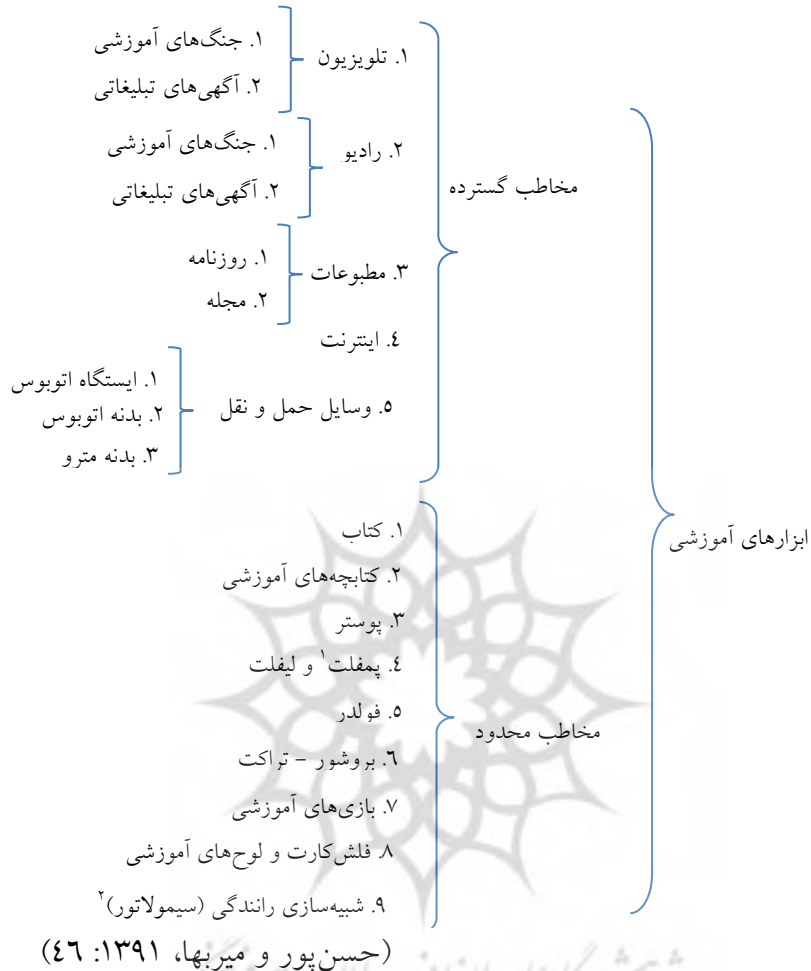 ابزارهای آموزشی
مخاطب گسترده
۱. تلویزیون
۱. جنگ‌های آموزشی
۲. آگهی‌های تبلیغاتی
۲. رادیو
۱. جنگ‌های آموزشی
۲. آگهی‌های تبلیغاتی
۳. مطبوعات
۱. روزنامه
۲. مجله
٤. اینترنت
٥. وسایل حمل و نقل
۱. ایستگاه اتوبوس
۲. بدنه اتوبوس
۳. بدنه مترو
مخاطب محدود
۱. کتاب
۲. کتابچه‌های آموزشی
۳. پوستر
٤. پمفلت۱ و لیفلت
٥. فولدر
٦. بروشور - تراکت
۷. بازی‌های آموزشی
۸. فلش‌کارت و لوح‌های آموزشی
۹. شبیه‌سازی رانندگی (سیمولاتور)۲
(حسن‌پور و میربها، ۱۳۹۱: ٤٦)